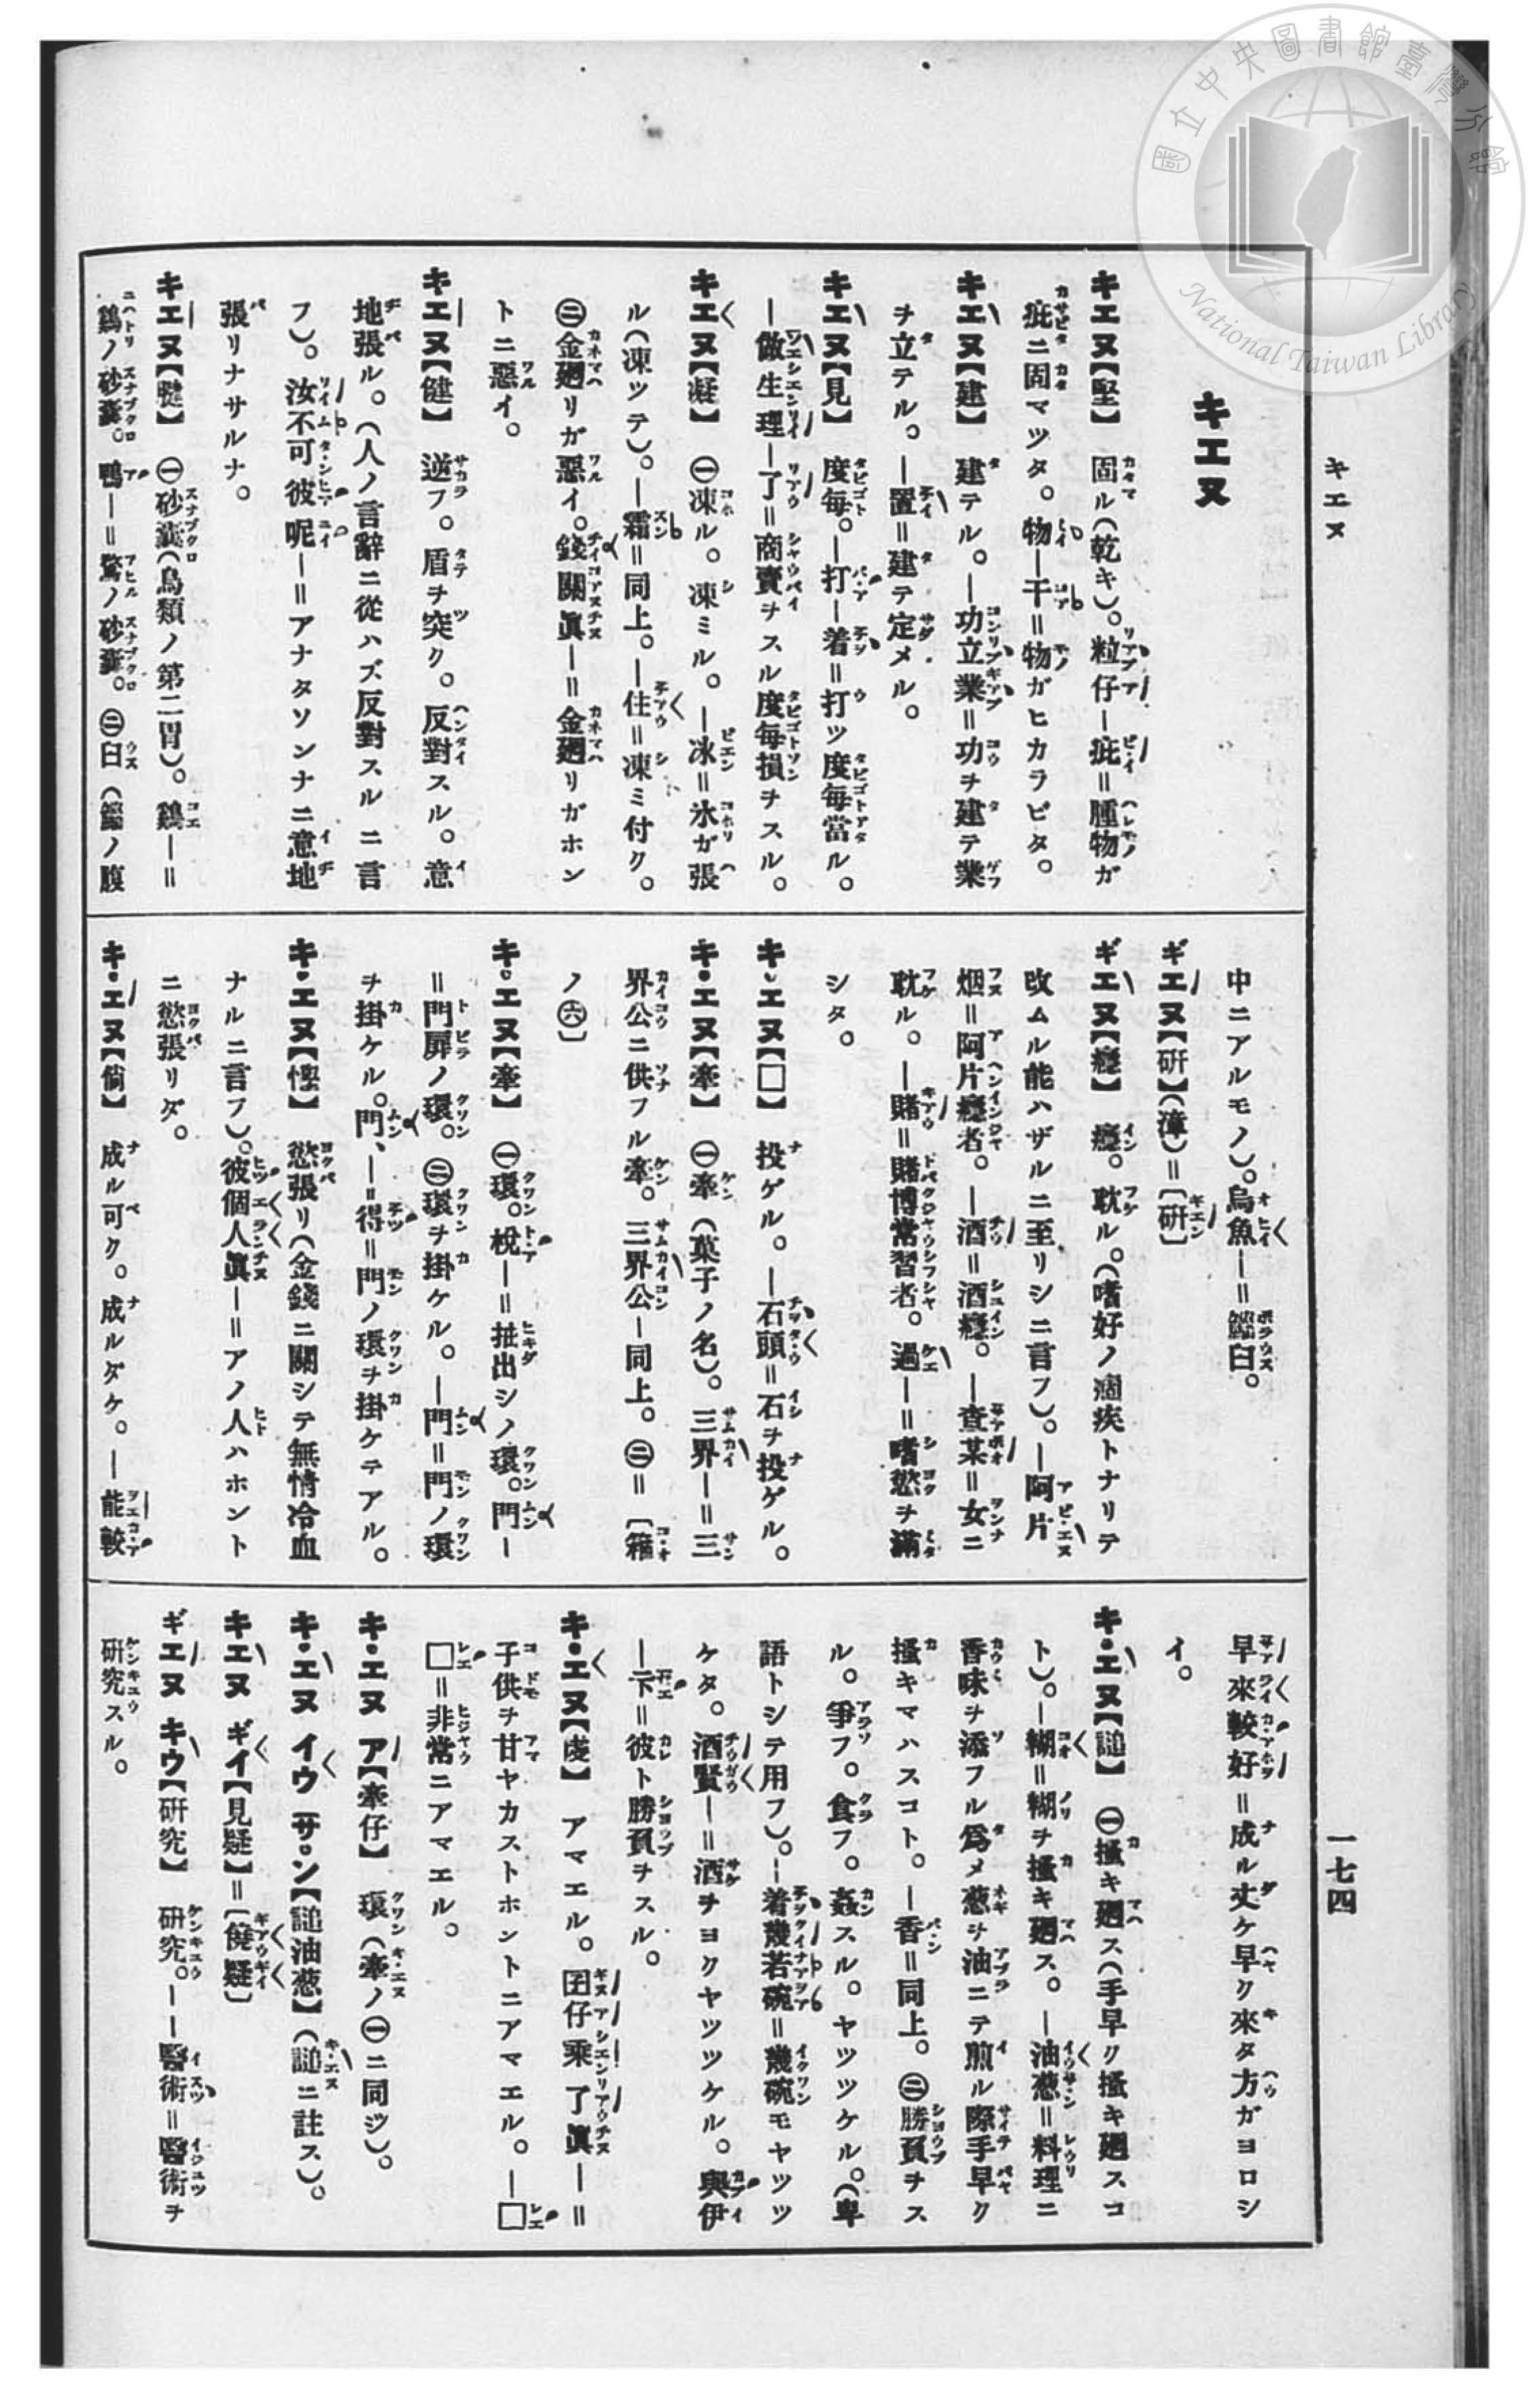 國立中央圖書館臺灣分館
National Taiwan Library
キエヌ
一七四
キエヌ
キエヌ【堅】 固ル(乾キ)。粒仔―疵=腫物ガ
疵ニ固マツタ。物―干=物ガヒカラビタ。
キエヌ【建】 建テル。―功立業=功ヲ建テ業
ヲ立テル。―置=建テ定メル。
キエヌ【見】 度每。―打―着=打ツ度每當ル。
―做生理―了=商賣ヲスル度每損ヲスル。
キエヌ【凝】 ㊀凍ル。凍ミル。―冰=氷ガ張
ル(凍ツテ)。―霜=同上。―住=凍ミ付ク。
㊁金廻リガ惡イ。錢關眞―=金廻リガホン
トニ惡イ。
キエヌ【健】 逆フ。盾ヲ突ク。反對スル。意
地張ル。(人ノ言辭ニ從ハズ反對スルニ言
フ)。汝不可彼呢―=アナタソンナニ意地
張リナサルナ。
キエヌ【腱】 ㊀砂囊(鳥類ノ第二胃)。鷄―=
鷄ノ砂囊。鴨―=鶩ノ砂囊。㊁臼(鯔ノ腹
中ニアルモノ)。烏魚―=鯔臼。
ギエヌ【研】(漳)=〔研〕
ギエヌ【癮】 癮。耽ル。(嗜好ノ痼疾トナリテ
改ムル能ハザルニ至リシニ言フ)。―阿片
烟=阿片癮者。―酒=酒癮。―查某=女ニ
耽ル。―賭=賭博常習者。過―=嗜慾ヲ滿
シタ。
キ・エヌ【□】 投ゲル。―石頭=石ヲ投ゲル。
キ・エヌ【牽】 ㊀牽(菓子ノ名)。三界―=三
界公ニ供フル牽。三界公―同上。㊁=〔箍
ノ㊅〕
キ・エヌ【牽】 ㊀環。梲―=抽出シノ環。門―
=門扉ノ環。㊁環ヲ掛ケル。―門=門ノ環
ヲ掛ケル。門、―得=門ノ環ヲ掛ケテアル。
キ・エヌ【慳】 慾張リ(金錢ニ關シテ無情冷血
ナルニ言フ)。彼個人眞―=アノ人ハホント
ニ慾張リダ。
キ・エヌ【儘】 成ル可ク。成ルダケ。―能較
早來較好=成ル丈ケ早ク來タ方ガヨロシ
イ。
キ・エヌ ㊀搔キ廻ス(手早ク搔キ廻スコ
ト)。―糊=糊ヲ搔キ廻ス。―油葱=料理ニ
香味ヲ添フル爲メ葱ヲ油ニテ煎ル際手早ク
搔キマハスコト。―香=同上。㊁勝負ヲス
ル。爭フ。食フ。姦スル。ヤツツケル。(卑
語トシテ用フ)。―着幾若碗=幾碗モヤツツ
ケタ。酒賢―=酒ヲヨクヤツツケル。與伊
―下=彼ト勝負ヲスル。
キ・エヌ アマエル。囝仔乘了眞―=
子供ヲ甘ヤカストホントニアマエル。―□
□=非常ニアマエル。
キ・エヌ ア【牽仔】 環(牽ノ㊀ニ同ジ)。
キ・エヌ イウ サ・ン
キエヌ ギイ【見疑】=〔僥疑〕
ギエヌ キウ【硏究】 硏究。――醫術=醫術ヲ
硏究スル。